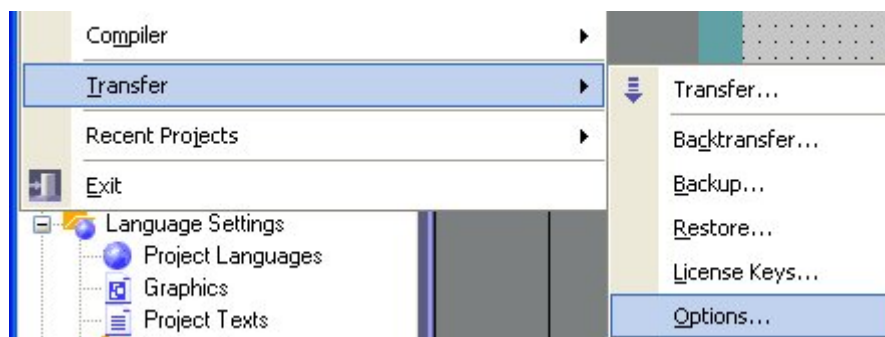 Compiler
Transfer
Recent Projects
Exit
Language Settings
Project Languages
Graphics
Project Texts
Transfer...
Backtransfer...
Backup...
Restore...
License Keys...
Options...